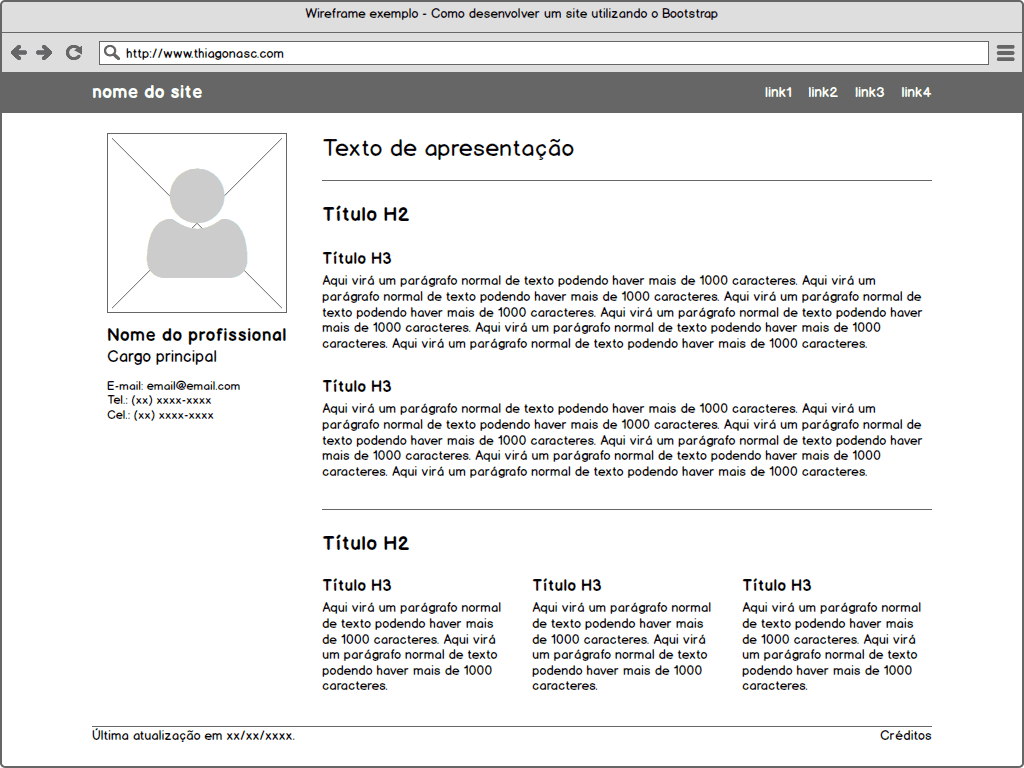 Wireframe exemplo - Como desenvolver um site utilizando o Bootstrap
http://www.thiagonasc.com
nome do site
link1 link2 link3 link4
Nome do profissional
Cargo principal
E-mail: email@email.com
Tel.: (xx) xxxx-xxxx
Cel.: (xx) xxxx-xxxx
Texto de apresentação
Título H2
Título H3
Aqui virá um parágrafo normal de texto podendo haver mais de 1000 caracteres. Aqui virá um
parágrafo normal de texto podendo haver mais de 1000 caracteres. Aqui virá um parágrafo normal de
texto podendo haver mais de 1000 caracteres. Aqui virá um parágrafo normal de texto podendo haver
mais de 1000 caracteres. Aqui virá um parágrafo normal de texto podendo haver mais de 1000
caracteres. Aqui virá um parágrafo normal de texto podendo haver mais de 1000 caracteres.
Título H3
Aqui virá um parágrafo normal de texto podendo haver mais de 1000 caracteres. Aqui virá um
parágrafo normal de texto podendo haver mais de 1000 caracteres. Aqui virá um parágrafo normal de
texto podendo haver mais de 1000 caracteres. Aqui virá um parágrafo normal de texto podendo haver
mais de 1000 caracteres. Aqui virá um parágrafo normal de texto podendo haver mais de 1000
caracteres. Aqui virá um parágrafo normal de texto podendo haver mais de 1000 caracteres.
Título H2
Título H3
Aqui virá um parágrafo normal
de texto podendo haver mais
de 1000 caracteres. Aqui virá
um parágrafo normal de texto
podendo haver mais de 1000
caracteres.
Título H3
Aqui virá um parágrafo normal
de texto podendo haver mais
de 1000 caracteres. Aqui virá
um parágrafo normal de texto
podendo haver mais de 1000
caracteres.
Título H3
Aqui virá um parágrafo normal
de texto podendo haver mais
de 1000 caracteres. Aqui virá
um parágrafo normal de texto
podendo haver mais de 1000
caracteres.
Última atualização em xx/xx/xxxx.
Créditos